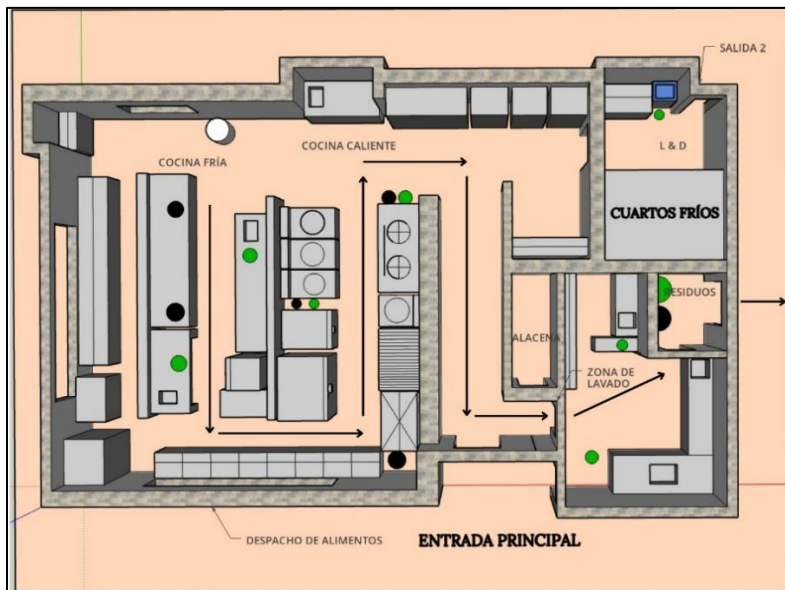 SALIDA 2
COCINA FRÍA
COCINA CALIENTE
L & D
CUARTOS FRÍOS
RESIDUOS
ALACENA
ZONA DE
LAVADO
DESPACHO DE ALIMENTOS
ENTRADA PRINCIPAL